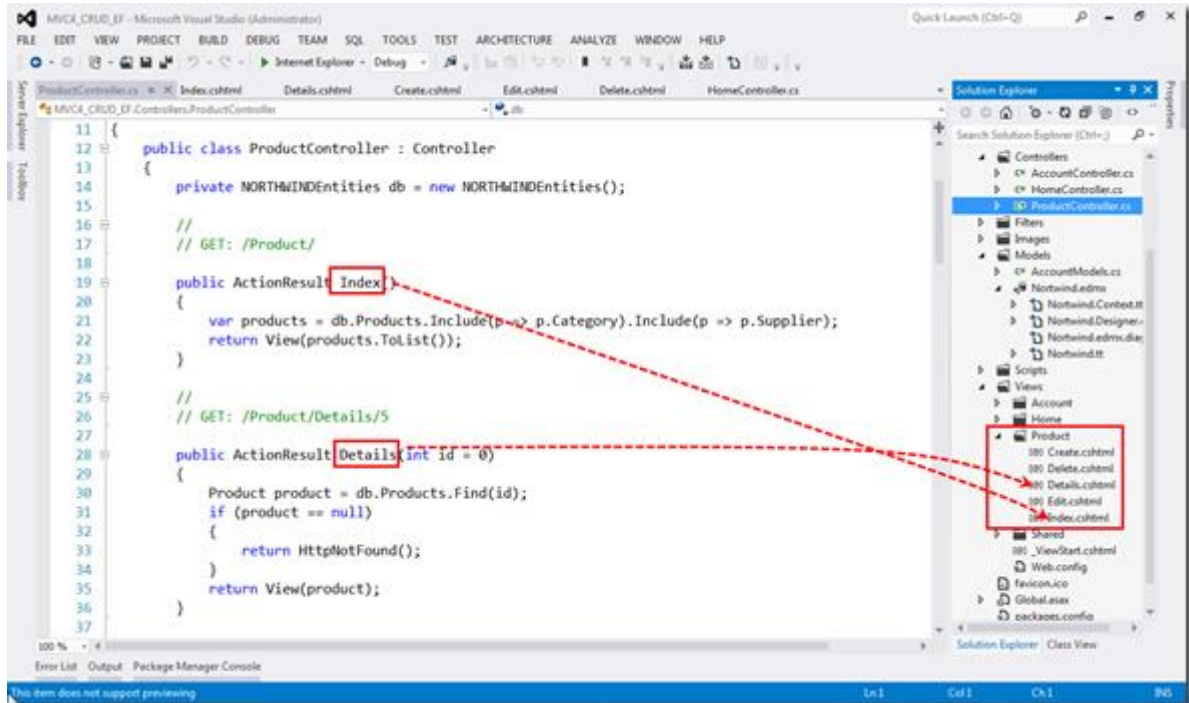 MVC4_CRUD_EF - Microsoft Visual Studio (Administrator)
Quick Launch (Ctrl+Q)
FILE EDIT VIEW PROJECT BUILD DEBUG TEAM SQL TOOLS TEST ARCHITECTURE ANALYZE WINDOW HELP
Internet Explorer Debug
ProductController.cs Index.cshtml Details.cshtml Create.cshtml Edit.cshtml Delete.cshtml HomeController.cs
MVC4_CRUD_EF.Controllers.ProductController db
Server Explorer
Toolbox
11 {
12 public class ProductController : Controller
13 {
14 private NORTHWINDEntities db = new NORTHWINDEntities();
15
16 //
17 // GET: /Product/
18
19 public ActionResult Index()
20 {
21 var products = db.Products.Include(p => p.Category).Include(p => p.Supplier);
22 return View(products.ToList());
23 }
24
25 //
26 // GET: /Product/Details/5
27
28 public ActionResult Details(int id = 0)
29 {
30 Product product = db.Products.Find(id);
31 if (product == null)
32 {
33 return HttpNotFound();
34 }
35 return View(product);
36 }
37
100 %
Solution Explorer
Search Solution Explorer (Ctrl+;)
Controllers
AccountController.cs
HomeController.cs
ProductController.cs
Filters
Images
Models
AccountModels.cs
Nortwind.edmx
Nortwind.Context.tt
Nortwind.Designer.
Nortwind.edmx.dia
Nortwind.tt
Scripts
Views
Account
Home
Product
Create.cshtml
Delete.cshtml
Details.cshtml
Edit.cshtml
Index.cshtml
Shared
_ViewStart.cshtml
Web.config
favicon.ico
Global.asax
packages.config
Solution Explorer Class View
Properties
Error List Output Package Manager Console
This item does not support previewing Ln 1 Col 1 Ch 1 INS